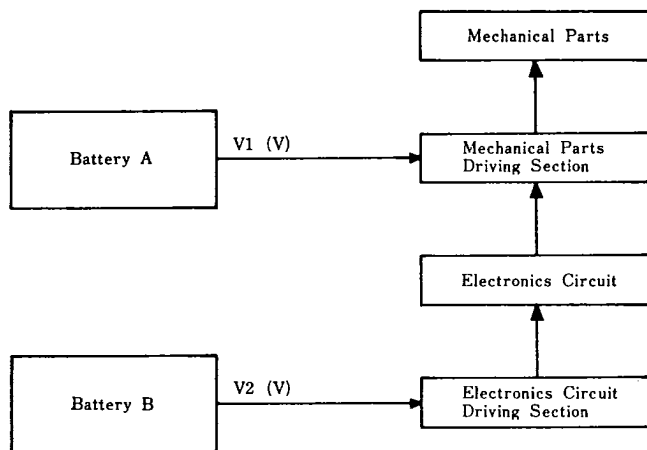 Mechanical Parts
Battery A
V1 (V)
Mechanical Parts
Driving Section
Electronics Circuit
Battery B
V2 (V)
Electronics Circuit
Driving Section